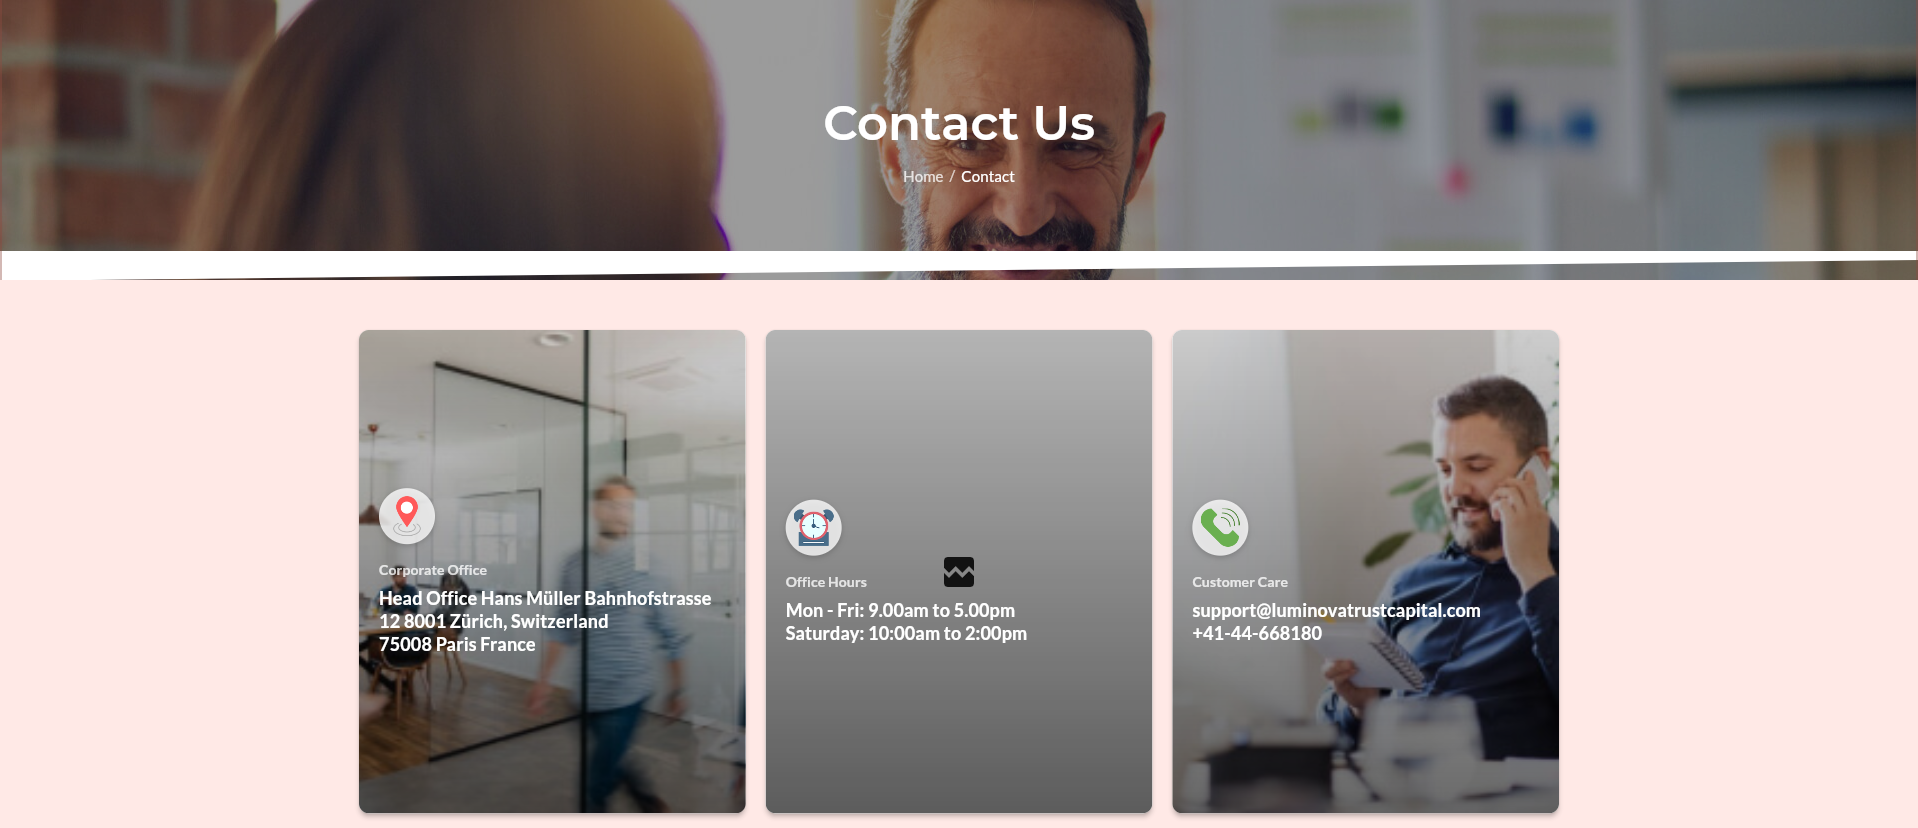 Contact Us
Home / Contact
Corporate Office
Head Office Hans Müller Bahnhofstrasse
12 8001 Zürich, Switzerland
75008 Paris France
Office Hours
Mon - Fri: 9.00am to 5.00pm
Saturday: 10:00am to 2:00pm
Customer Care
support@luminovatrustcapital.com
+41-44-668180